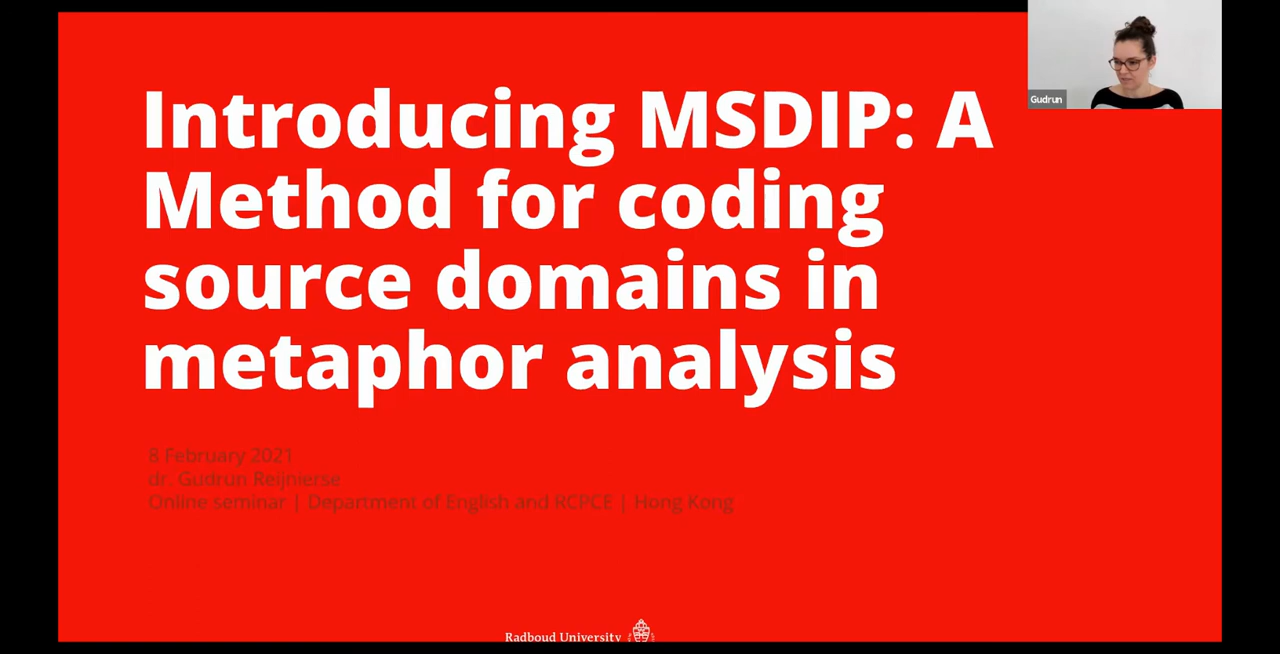 Introducing MSDIP: A
Method for coding
source domains in
metaphor analysis
8 February 2021
dr. Gudrun Reijnierse
Online seminar | Department of English and RCPCE | Hong Kong
Radboud University
Gudrun